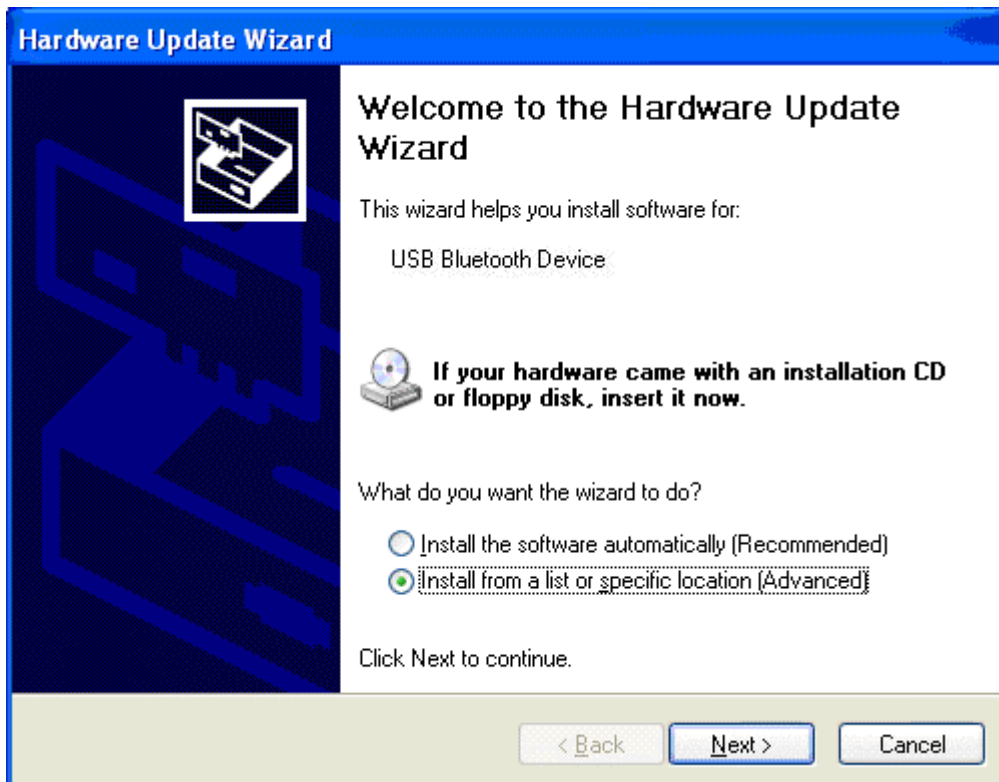 Hardware Update Wizard
Welcome to the Hardware Update
Wizard
This wizard helps you install software for:
USB Bluetooth Device
If your hardware came with an installation CD
or floppy disk, insert it now.
What do you want the wizard to do?
Install the software automatically (Recommended)
Install from a list or specific location (Advanced)
Click Next to continue.
< Back
Next >
Cancel